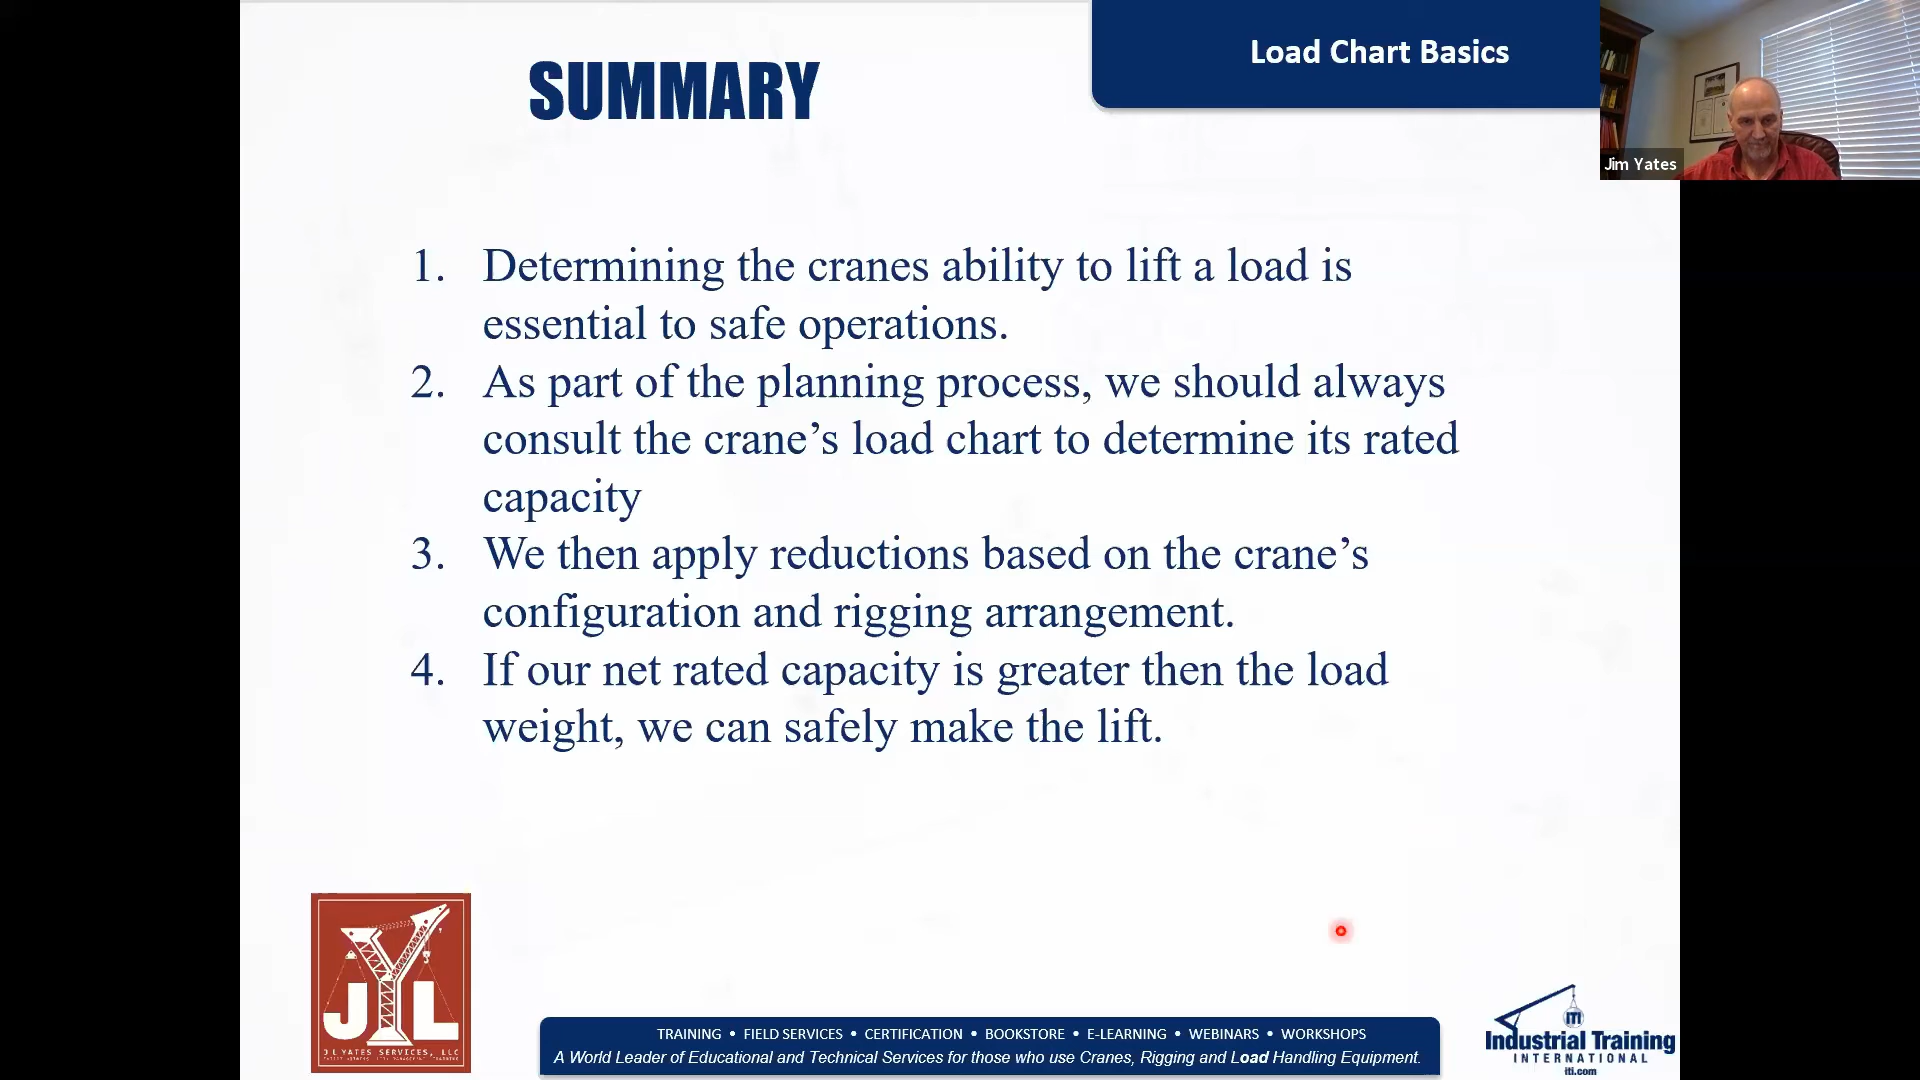 Load Chart Basics
SUMMARY
Jim Yates
1. Determining the cranes ability to lift a load is
essential to safe operations.
2. As part of the planning process, we should always
consult the crane’s load chart to determine its rated
capacity
3. We then apply reductions based on the crane’s
configuration and rigging arrangement.
4. If our net rated capacity is greater then the load
weight, we can safely make the lift.
JYL
J L YATES SERVICES, LLC
TRAINING • FIELD SERVICES • CERTIFICATION • BOOKSTORE • E-LEARNING • WEBINARS • WORKSHOPS
A World Leader of Educational and Technical Services for those who use Cranes, Rigging and Load Handling Equipment.
ITI
Industrial Training
INTERNATIONAL
iti.com